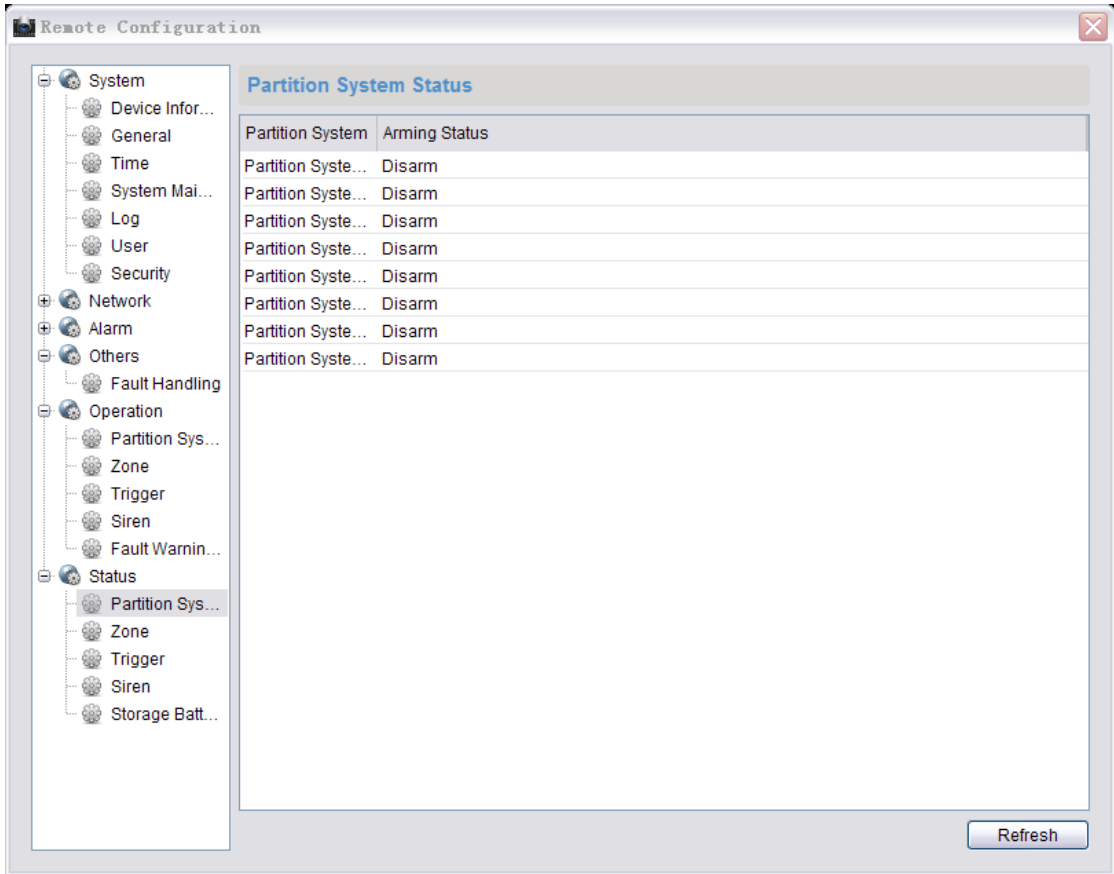 Remote Configuration
System
Device Infor...
General
Time
System Mai...
Log
User
Security
Network
Alarm
Others
Fault Handling
Operation
Partition Sys...
Zone
Trigger
Siren
Fault Warnin...
Status
Partition Sys...
Zone
Trigger
Siren
Storage Batt...
Partition System Status
Partition System Arming Status
Partition Syste... Disarm
Partition Syste... Disarm
Partition Syste... Disarm
Partition Syste... Disarm
Partition Syste... Disarm
Partition Syste... Disarm
Partition Syste... Disarm
Partition Syste... Disarm
Refresh